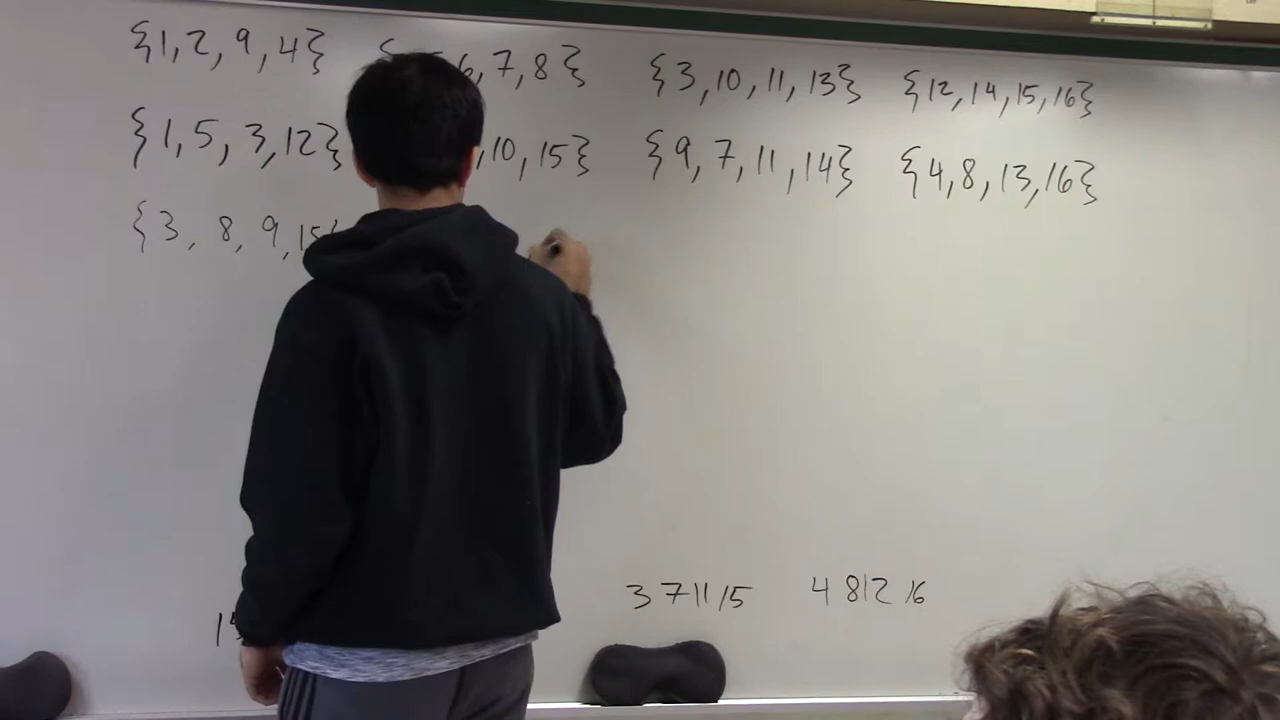 {1, 2, 9, 4} 6, 7, 8} {3, 10, 11, 13} {12, 14, 15, 16}
{1, 5, 3, 12} , 10, 15} {9, 7, 11, 14} {4, 8, 13, 16}
{3, 8, 9, 15}
3 7 11 15 4 8 12 16